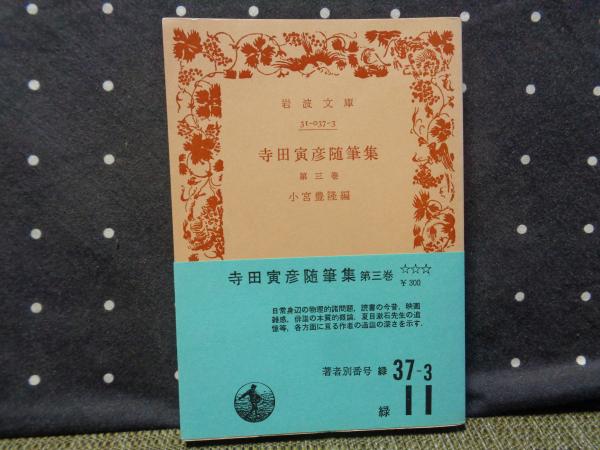 岩波文庫
31-037-3
寺田寅彦随筆集
第三巻
小宮豊隆編
寺田寅彦随筆集 第三巻 ☆☆☆
¥300
日常身辺の物理的諸問題,読書の今昔,映画
雑感,俳諧の本質的概論,夏目漱石先生の追
憶等,各方面に亙る作者の造詣の深さを示す.
著者別番号 緑 37-3
緑 11